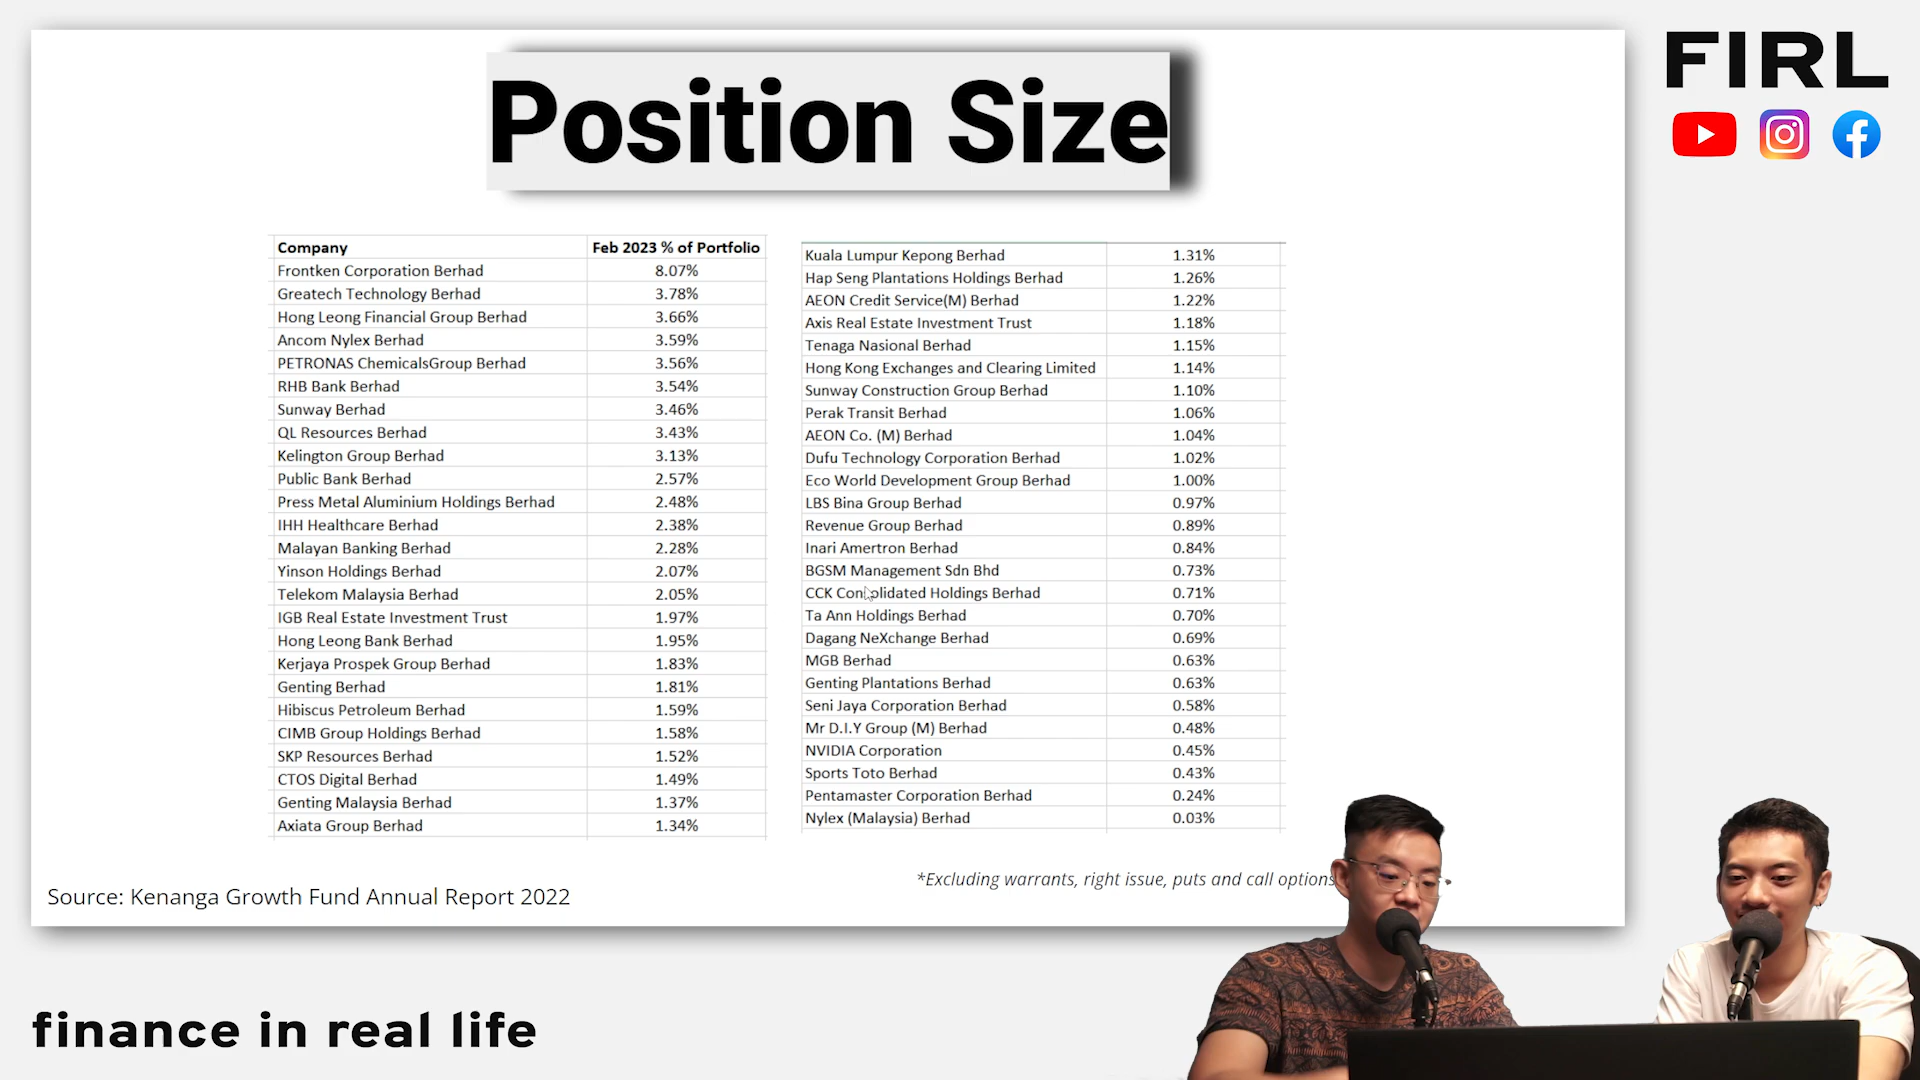 FIRL
Position Size
Company Feb 2023 % of Portfolio
Frontken Corporation Berhad 8.07%
Greatech Technology Berhad 3.78%
Hong Leong Financial Group Berhad 3.66%
Ancom Nylex Berhad 3.59%
PETRONAS ChemicalsGroup Berhad 3.56%
RHB Bank Berhad 3.54%
Sunway Berhad 3.46%
QL Resources Berhad 3.43%
Kelington Group Berhad 3.13%
Public Bank Berhad 2.57%
Press Metal Aluminium Holdings Berhad 2.48%
IHH Healthcare Berhad 2.38%
Malayan Banking Berhad 2.28%
Yinson Holdings Berhad 2.07%
Telekom Malaysia Berhad 2.05%
IGB Real Estate Investment Trust 1.97%
Hong Leong Bank Berhad 1.95%
Kerjaya Prospek Group Berhad 1.83%
Genting Berhad 1.81%
Hibiscus Petroleum Berhad 1.59%
CIMB Group Holdings Berhad 1.58%
SKP Resources Berhad 1.52%
CTOS Digital Berhad 1.49%
Genting Malaysia Berhad 1.37%
Axiata Group Berhad 1.34%
Kuala Lumpur Kepong Berhad 1.31%
Hap Seng Plantations Holdings Berhad 1.26%
AEON Credit Service(M) Berhad 1.22%
Axis Real Estate Investment Trust 1.18%
Tenaga Nasional Berhad 1.15%
Hong Kong Exchanges and Clearing Limited 1.14%
Sunway Construction Group Berhad 1.10%
Perak Transit Berhad 1.06%
AEON Co. (M) Berhad 1.04%
Dufu Technology Corporation Berhad 1.02%
Eco World Development Group Berhad 1.00%
LBS Bina Group Berhad 0.97%
Revenue Group Berhad 0.89%
Inari Amertron Berhad 0.84%
BGSM Management Sdn Bhd 0.73%
CCK Consolidated Holdings Berhad 0.71%
Ta Ann Holdings Berhad 0.70%
Dagang NeXchange Berhad 0.69%
MGB Berhad 0.63%
Genting Plantations Berhad 0.63%
Seni Jaya Corporation Berhad 0.58%
Mr D.I.Y Group (M) Berhad 0.48%
NVIDIA Corporation 0.45%
Sports Toto Berhad 0.43%
Pentamaster Corporation Berhad 0.24%
Nylex (Malaysia) Berhad 0.03%
*Excluding warrants, right issue, puts and call options
Source: Kenanga Growth Fund Annual Report 2022
finance in real life